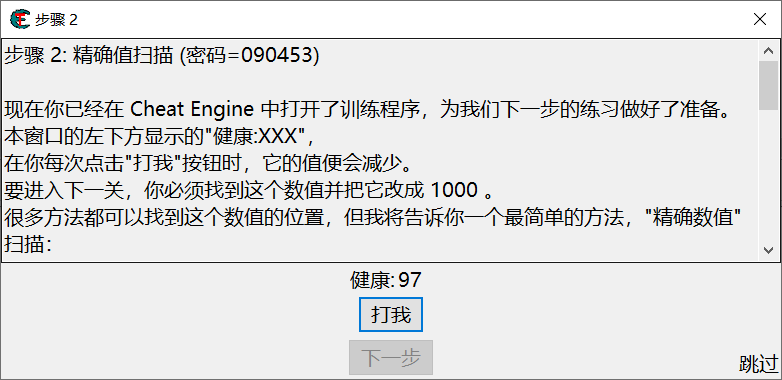 步骤 2
步骤 2: 精确值扫描 (密码=090453)
现在你已经在 Cheat Engine 中打开了训练程序，为我们下一步的练习做好了准备。
本窗口的左下方显示的"健康:XXX"，
在你每次点击"打我"按钮时，它的值便会减少。
要进入下一关，你必须找到这个数值并把它改成 1000 。
很多方法都可以找到这个数值的位置，但我将告诉你一个最简单的方法，"精确数值"
扫描：
健康: 97
打我
下一步
跳过